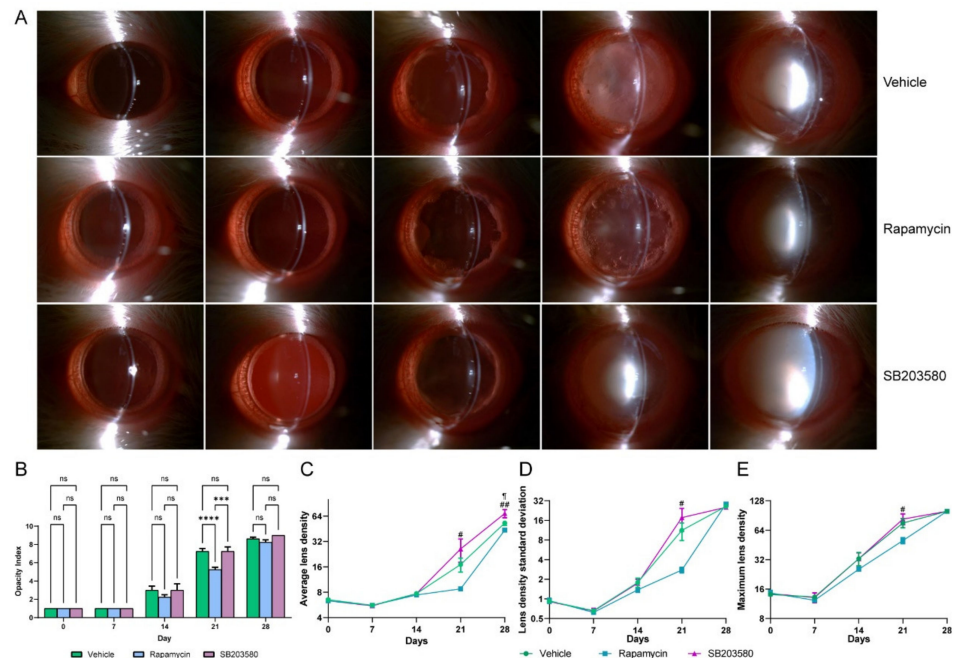 A
Vehicle
Rapamycin
SB203580
B
ns ns ns ns ns
ns ns ns *** ns
ns ns ns **** ns
Opacity Index
10
8
6
4
2
0
0 7 14 21 28
Day
Vehicle Rapamycin SB203580
C
Average lens density
64
32
16
8
4
#
¶
##
0 7 14 21 28
Days
D
Lens density standard deviation
32
16
8
4
2
1
0.5
#
0 7 14 21 28
Days
E
Maximum lens density
128
64
32
16
8
#
0 7 14 21 28
Days
Vehicle Rapamycin SB203580